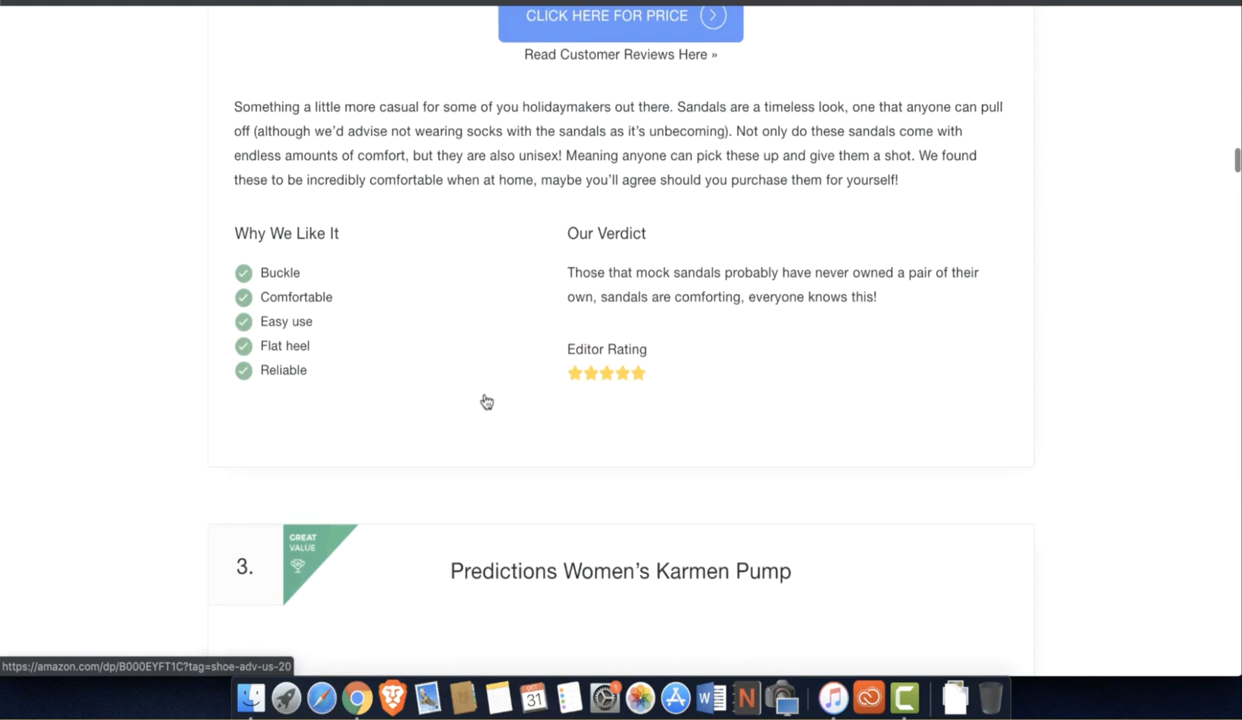 CLICK HERE FOR PRICE
Read Customer Reviews Here »
Something a little more casual for some of you holidaymakers out there. Sandals are a timeless look, one that anyone can pull
off (although we'd advise not wearing socks with the sandals as it's unbecoming). Not only do these sandals come with
endless amounts of comfort, but they are also unisex! Meaning anyone can pick these up and give them a shot. We found
these to be incredibly comfortable when at home, maybe you'll agree should you purchase them for yourself!
Why We Like It
Buckle
Comfortable
Easy use
Flat heel
Reliable
Our Verdict
Those that mock sandals probably have never owned a pair of their
own, sandals are comforting, everyone knows this!
Editor Rating
3.
GREAT
VALUE
Predictions Women's Karmen Pump
https://amazon.com/dp/B000EYFT1C?tag=shoe-adv-us-20
OCT
31
1
W
N
C